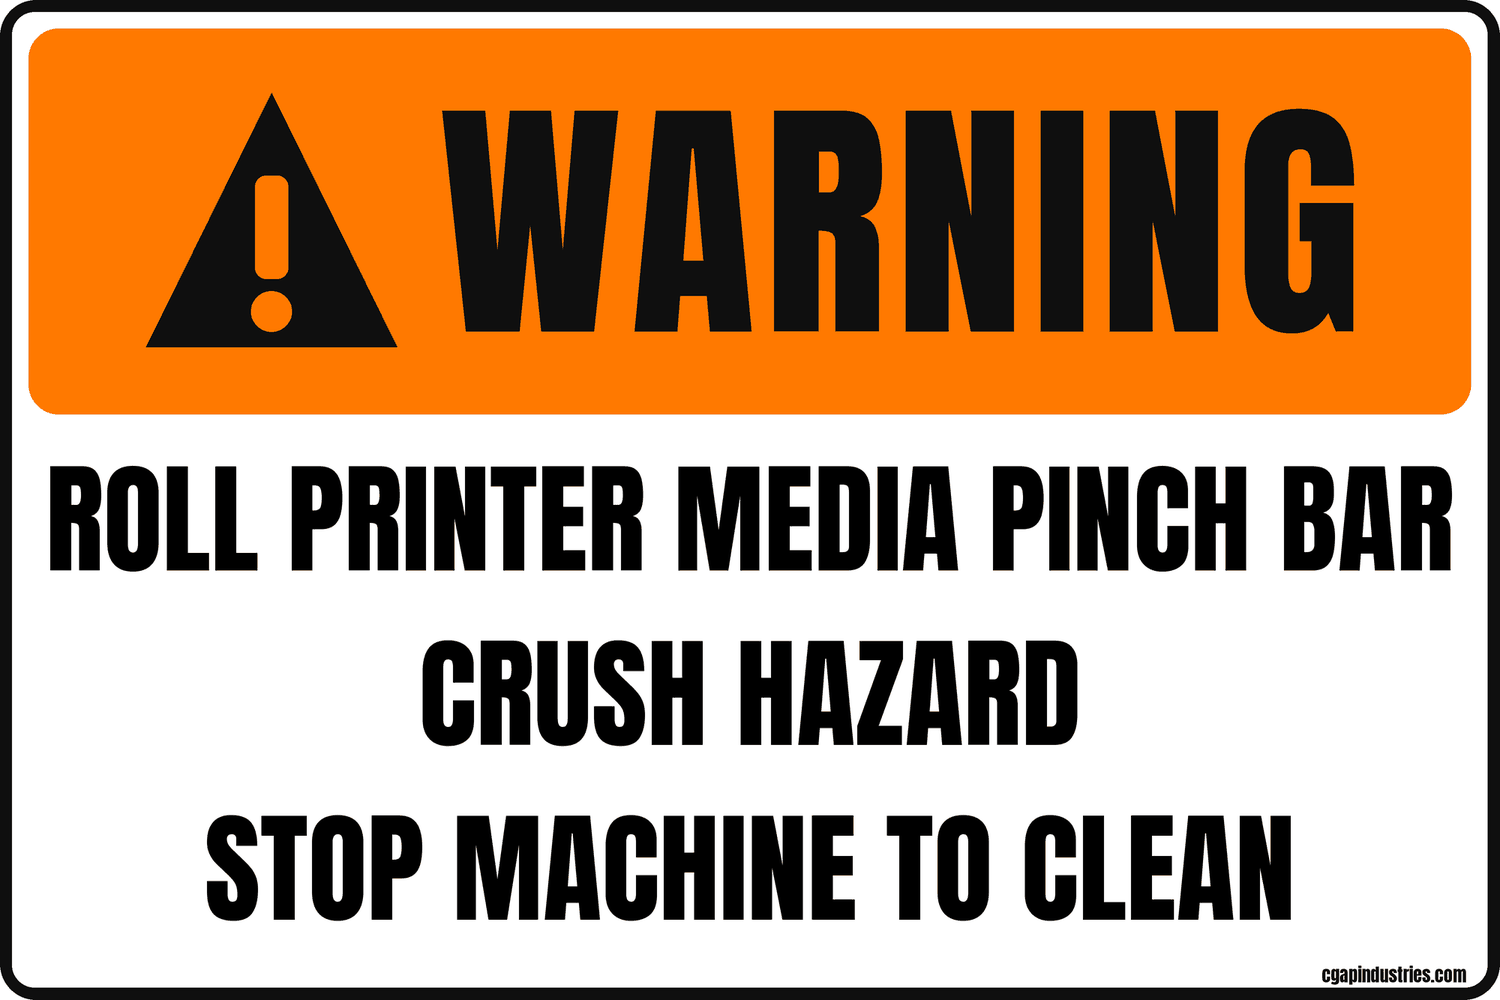 WARNING
ROLL PRINTER MEDIA PINCH BAR
CRUSH HAZARD
STOP MACHINE TO CLEAN
cgapindustries.com